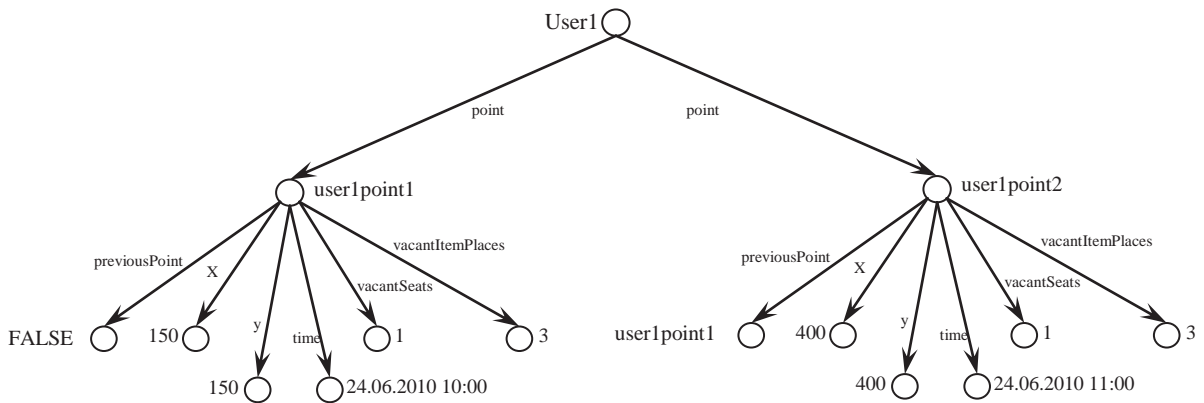 User1
point
point
user1point1
user1point2
previousPoint
X
y
time
vacantSeats
vacantItemPlaces
previousPoint
X
y
time
vacantSeats
vacantItemPlaces
FALSE
150
1
3
user1point1
400
1
3
150
24.06.2010 10:00
400
24.06.2010 11:00